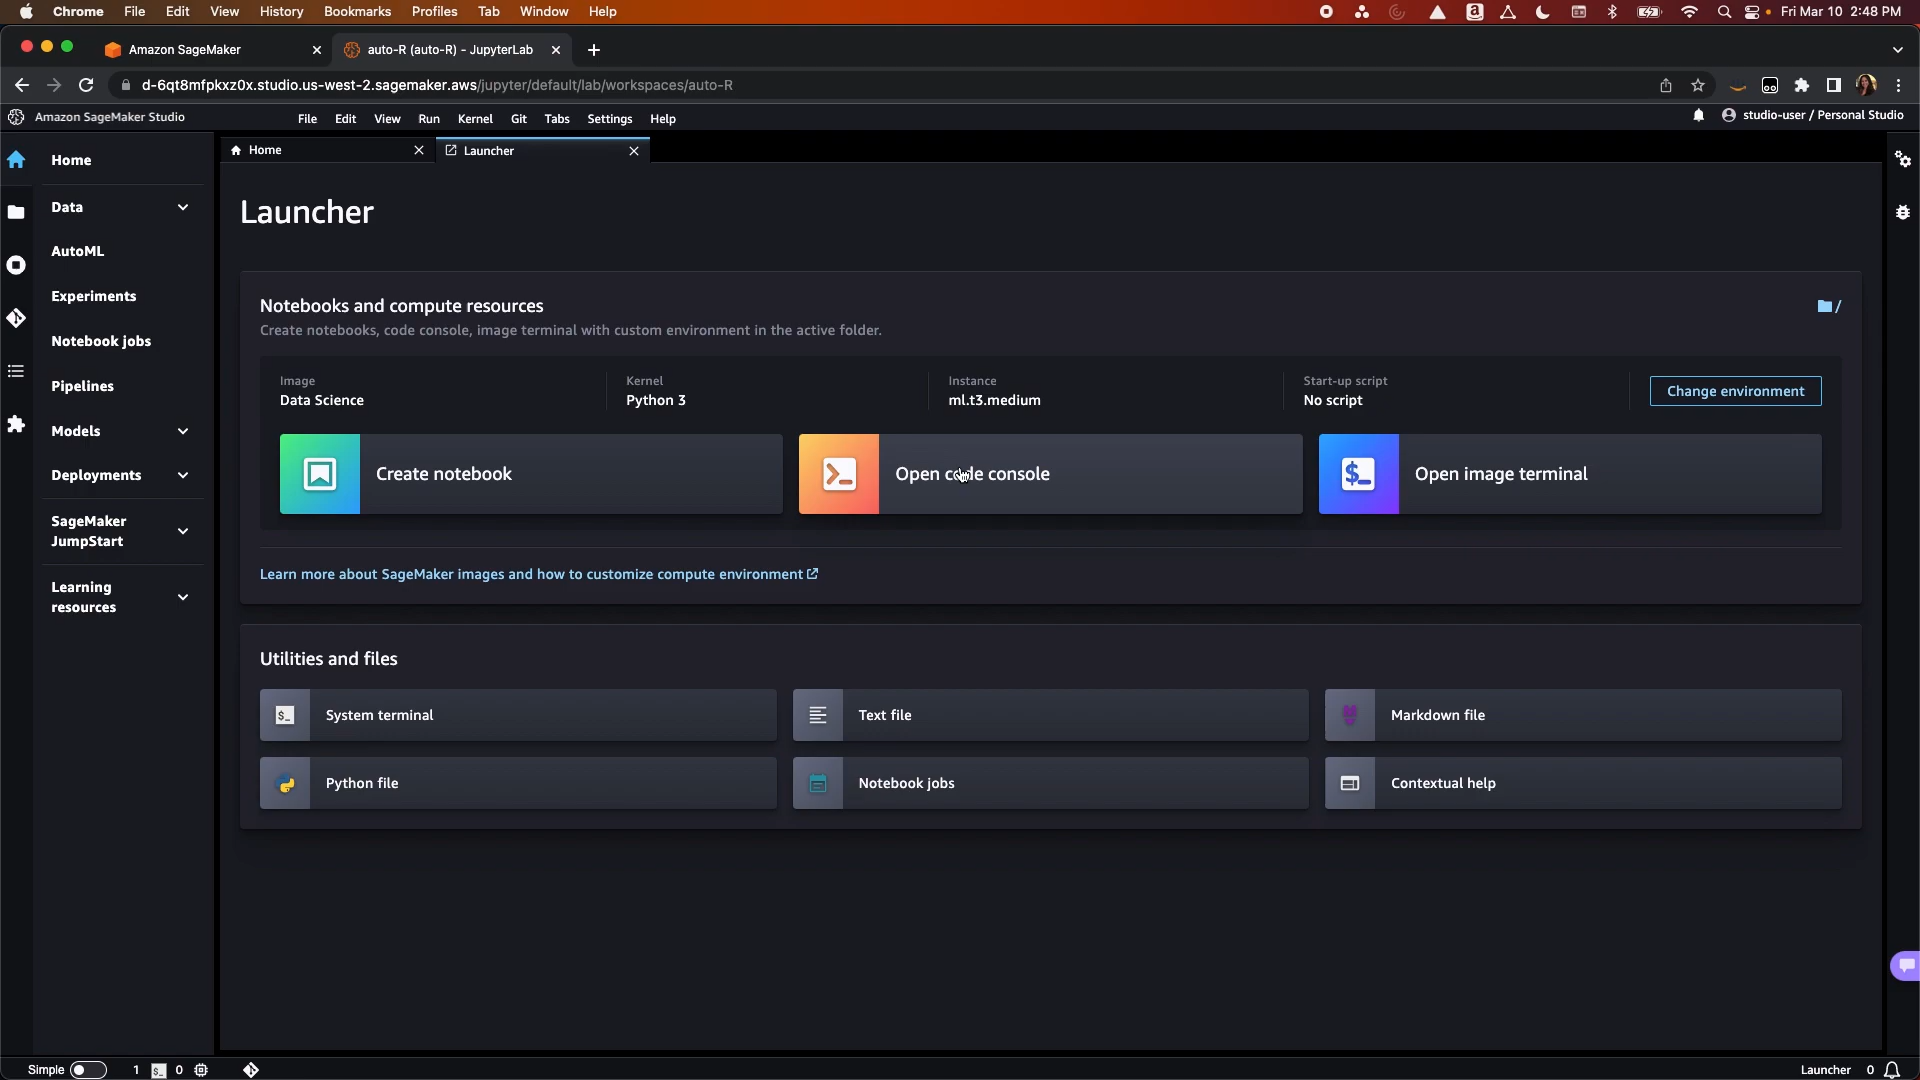 Chrome File Edit View History Bookmarks Profiles Tab Window Help
Fri Mar 10 2:48 PM
Amazon SageMaker
auto-R (auto-R) - JupyterLab
d-6qt8mfpkxz0x.studio.us-west-2.sagemaker.aws/jupyter/default/lab/workspaces/auto-R
Amazon SageMaker Studio
File Edit View Run Kernel Git Tabs Settings Help
studio-user / Personal Studio
Home
Data
AutoML
Experiments
Notebook jobs
Pipelines
Models
Deployments
SageMaker
JumpStart
Learning
resources
Home
Launcher
Launcher
Notebooks and compute resources
/
Create notebooks, code console, image terminal with custom environment in the active folder.
Image
Data Science
Kernel
Python 3
Instance
ml.t3.medium
Start-up script
No script
Change environment
Create notebook
Open code console
$_
Open image terminal
Learn more about SageMaker images and how to customize compute environment
Utilities and files
$_
System terminal
Text file
Markdown file
Python file
Notebook jobs
Contextual help
Simple
1 $_ 0
Launcher 0